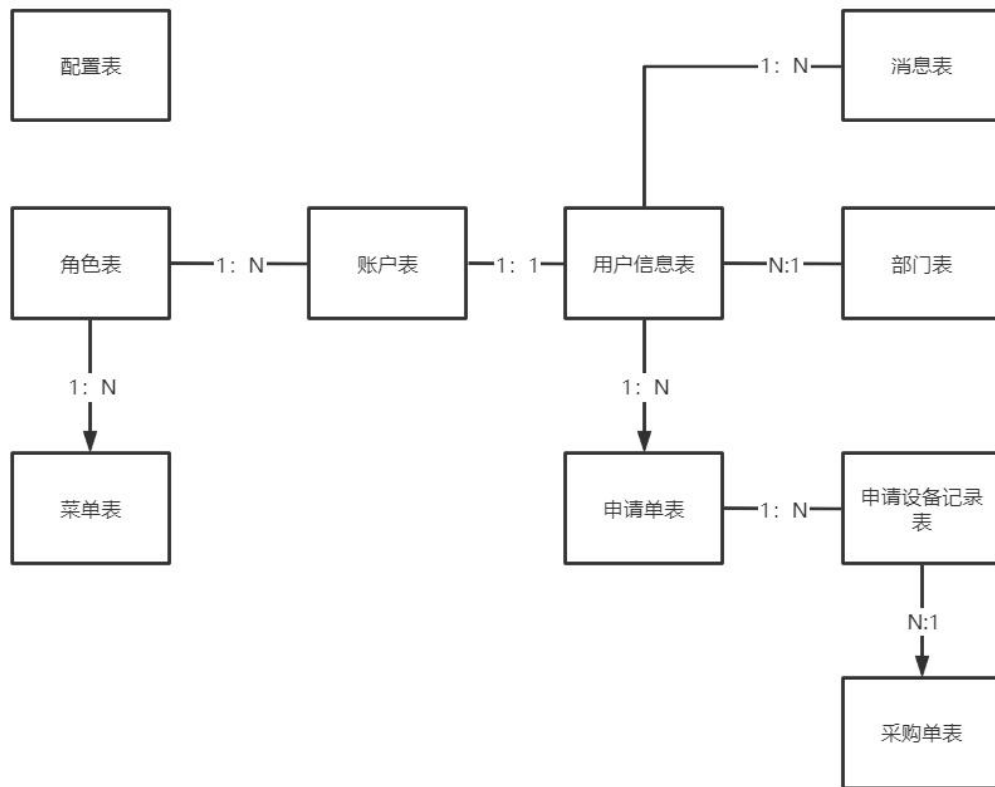 配置表
1：N
消息表
角色表
1：N
账户表
1：1
用户信息表
N:1
部门表
1：N
1：N
菜单表
申请单表
1：N
申请设备记录
表
N:1
采购单表